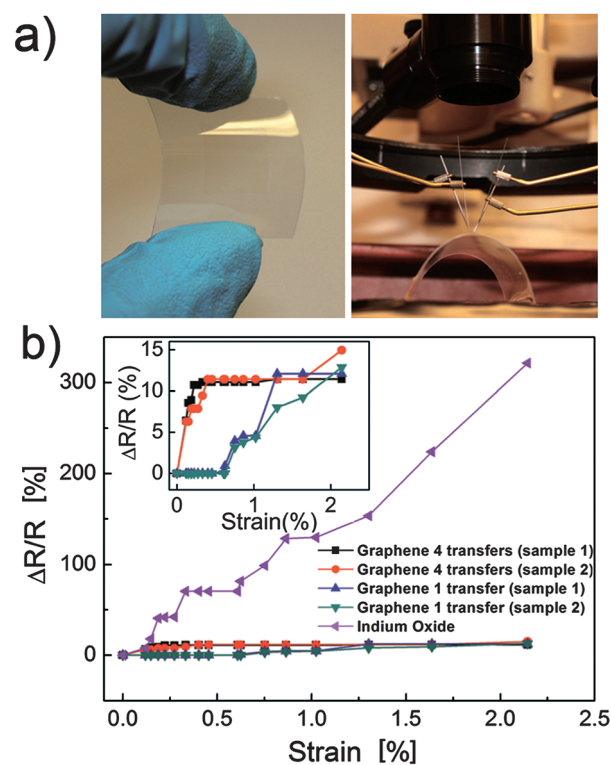 a)
b)
300
200
100
0
ΔR/R [%]
0.0 0.5 1.0 1.5 2.0 2.5
Strain [%]
15
10
5
0
ΔR/R (%)
0 1 2
Strain(%)
Graphene 4 transfers (sample 1)
Graphene 4 transfers (sample 2)
Graphene 1 transfer (sample 1)
Graphene 1 transfer (sample 2)
Indium Oxide